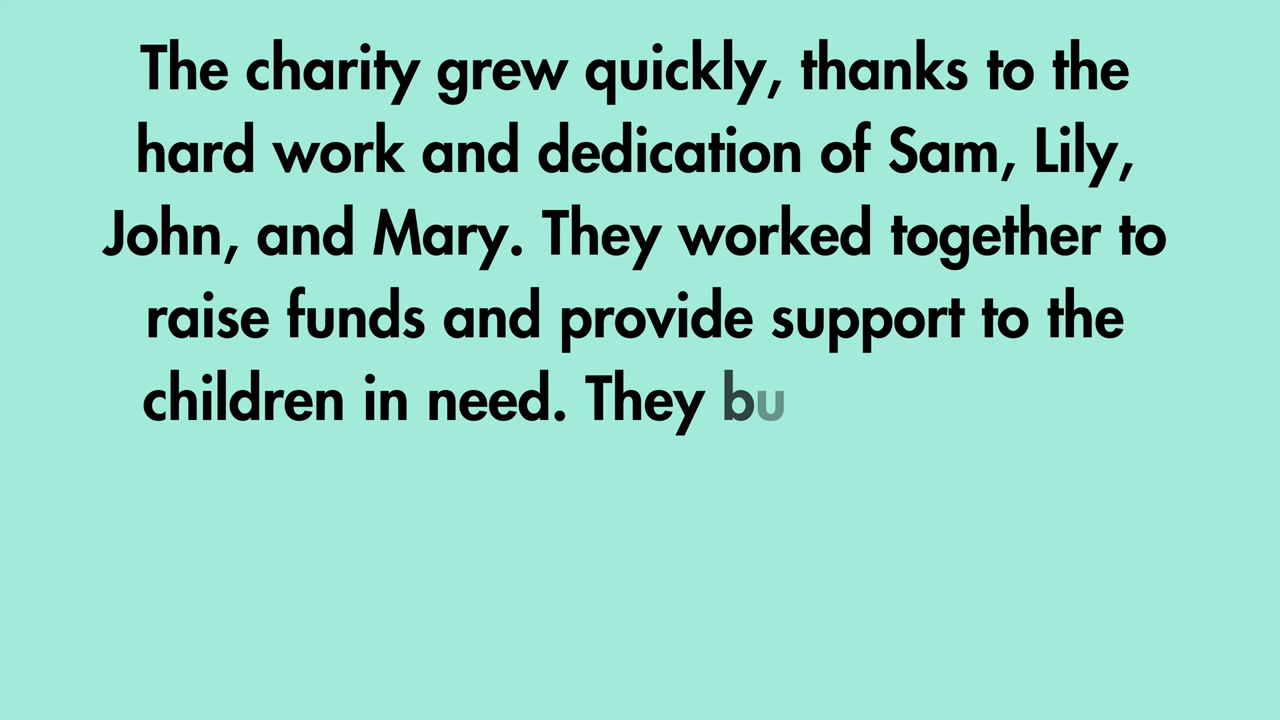 The charity grew quickly, thanks to the
hard work and dedication of Sam, Lily,
John, and Mary. They worked together to
raise funds and provide support to the
children in need. They bu